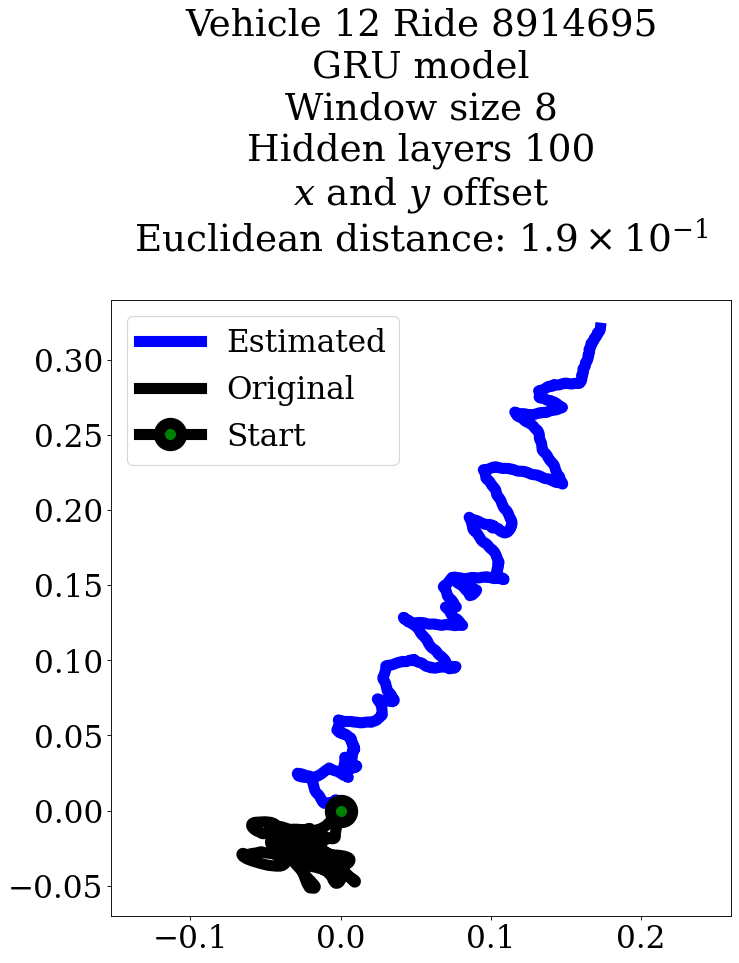 Vehicle 12 Ride 8914695
GRU model
Window size 8
Hidden layers 100
x and y offset
Euclidean distance: 1.9 × 10⁻¹
Estimated
Original
Start
0.30
0.25
0.20
0.15
0.10
0.05
0.00
−0.05
−0.1
0.0
0.1
0.2